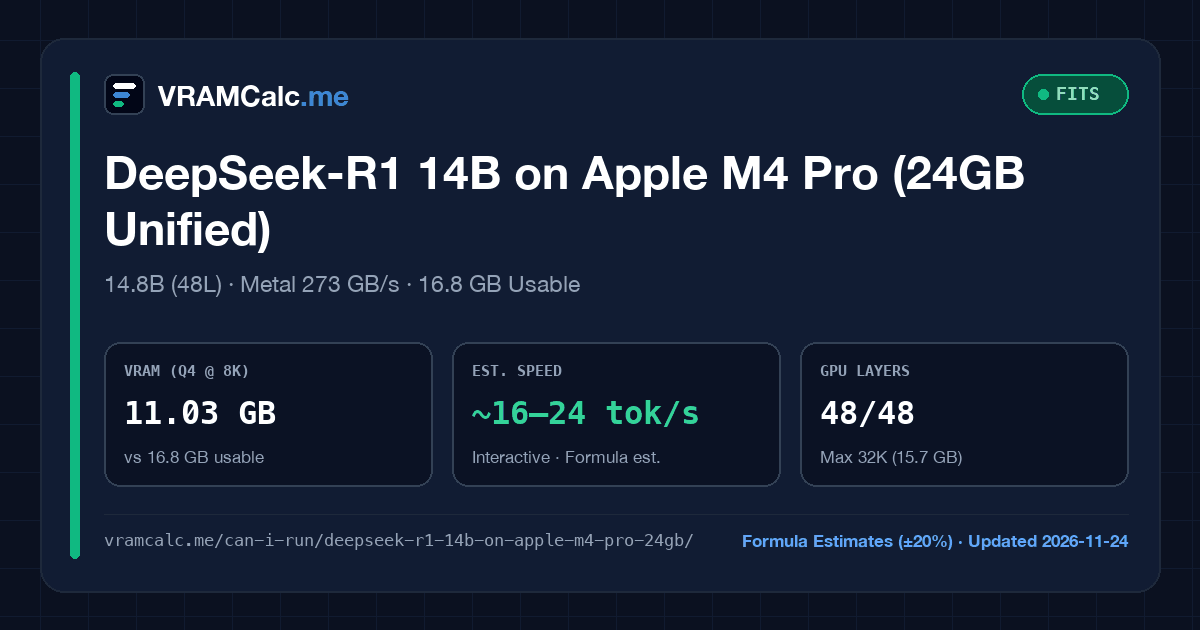 VRAMCalc.me
FITS
DeepSeek-R1 14B on Apple M4 Pro (24GB
Unified)
14.8B (48L) · Metal 273 GB/s · 16.8 GB Usable
VRAM (Q4 @ 8K)
11.03 GB
vs 16.8 GB usable
EST. SPEED
~16–24 tok/s
Interactive · Formula est.
GPU LAYERS
48/48
Max 32K (15.7 GB)
vramcalc.me/can-i-run/deepseek-r1-14b-on-apple-m4-pro-24gb/
Formula Estimates (±20%) · Updated 2026-11-24